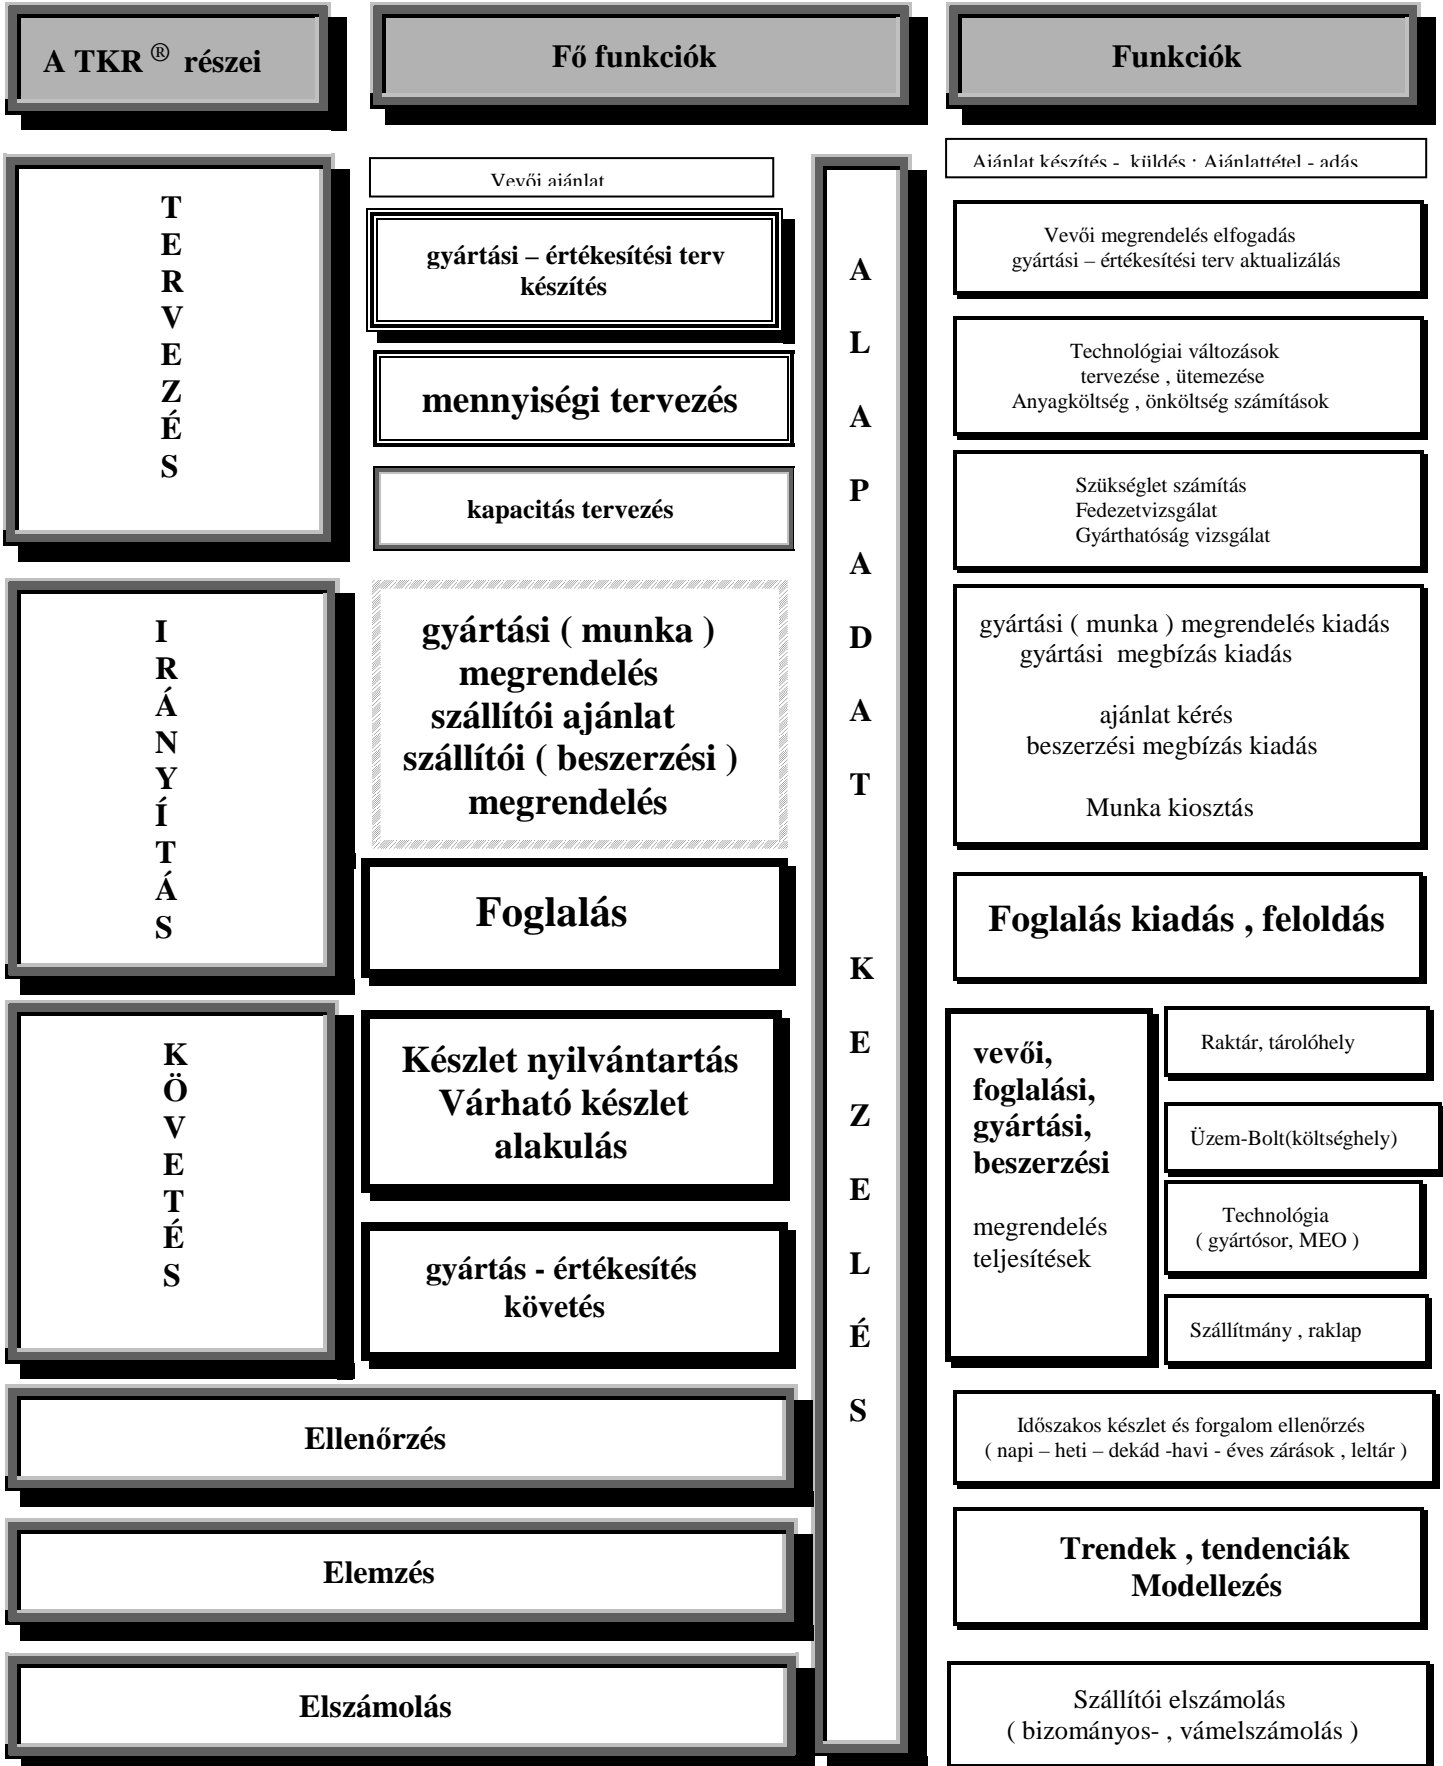 A TKR ® részei
Fő funkciók
Funkciók
TERVEZÉS
Vevői ajánlat
gyártási – értékesítési terv
készítés
mennyiségi tervezés
kapacitás tervezés
ALAPADAT KEZELÉS
Ajánlat készítés - küldés ; Ajánlattétel - adás
Vevői megrendelés elfogadás
gyártási – értékesítési terv aktualizálás
Technológiai változások
tervezése , ütemezése
Anyagköltség , önköltség számítások
Szükséglet számítás
Fedezetvizsgálat
Gyárthatóság vizsgálat
IRÁNYÍTÁS
gyártási ( munka )
megrendelés
szállítói ajánlat
szállítói ( beszerzési )
megrendelés
Foglalás
gyártási ( munka ) megrendelés kiadás
gyártási megbízás kiadás
ajánlat kérés
beszerzési megbízás kiadás
Munka kiosztás
Foglalás kiadás , feloldás
KÖVETÉS
Készlet nyilvántartás
Várható készlet
alakulás
gyártás - értékesítés
követés
vevői,
foglalási,
gyártási,
beszerzési
megrendelés
teljesítések
Raktár, tárolóhely
Üzem-Bolt(költséghely)
Technológia
( gyártósor, MEO )
Szállítmány , raklap
Ellenőrzés
Időszakos készlet és forgalom ellenőrzés
( napi – heti – dekád -havi - éves zárások , leltár )
Elemzés
Trendek , tendenciák
Modellezés
Elszámolás
Szállítói elszámolás
( bizományos- , vámelszámolás )